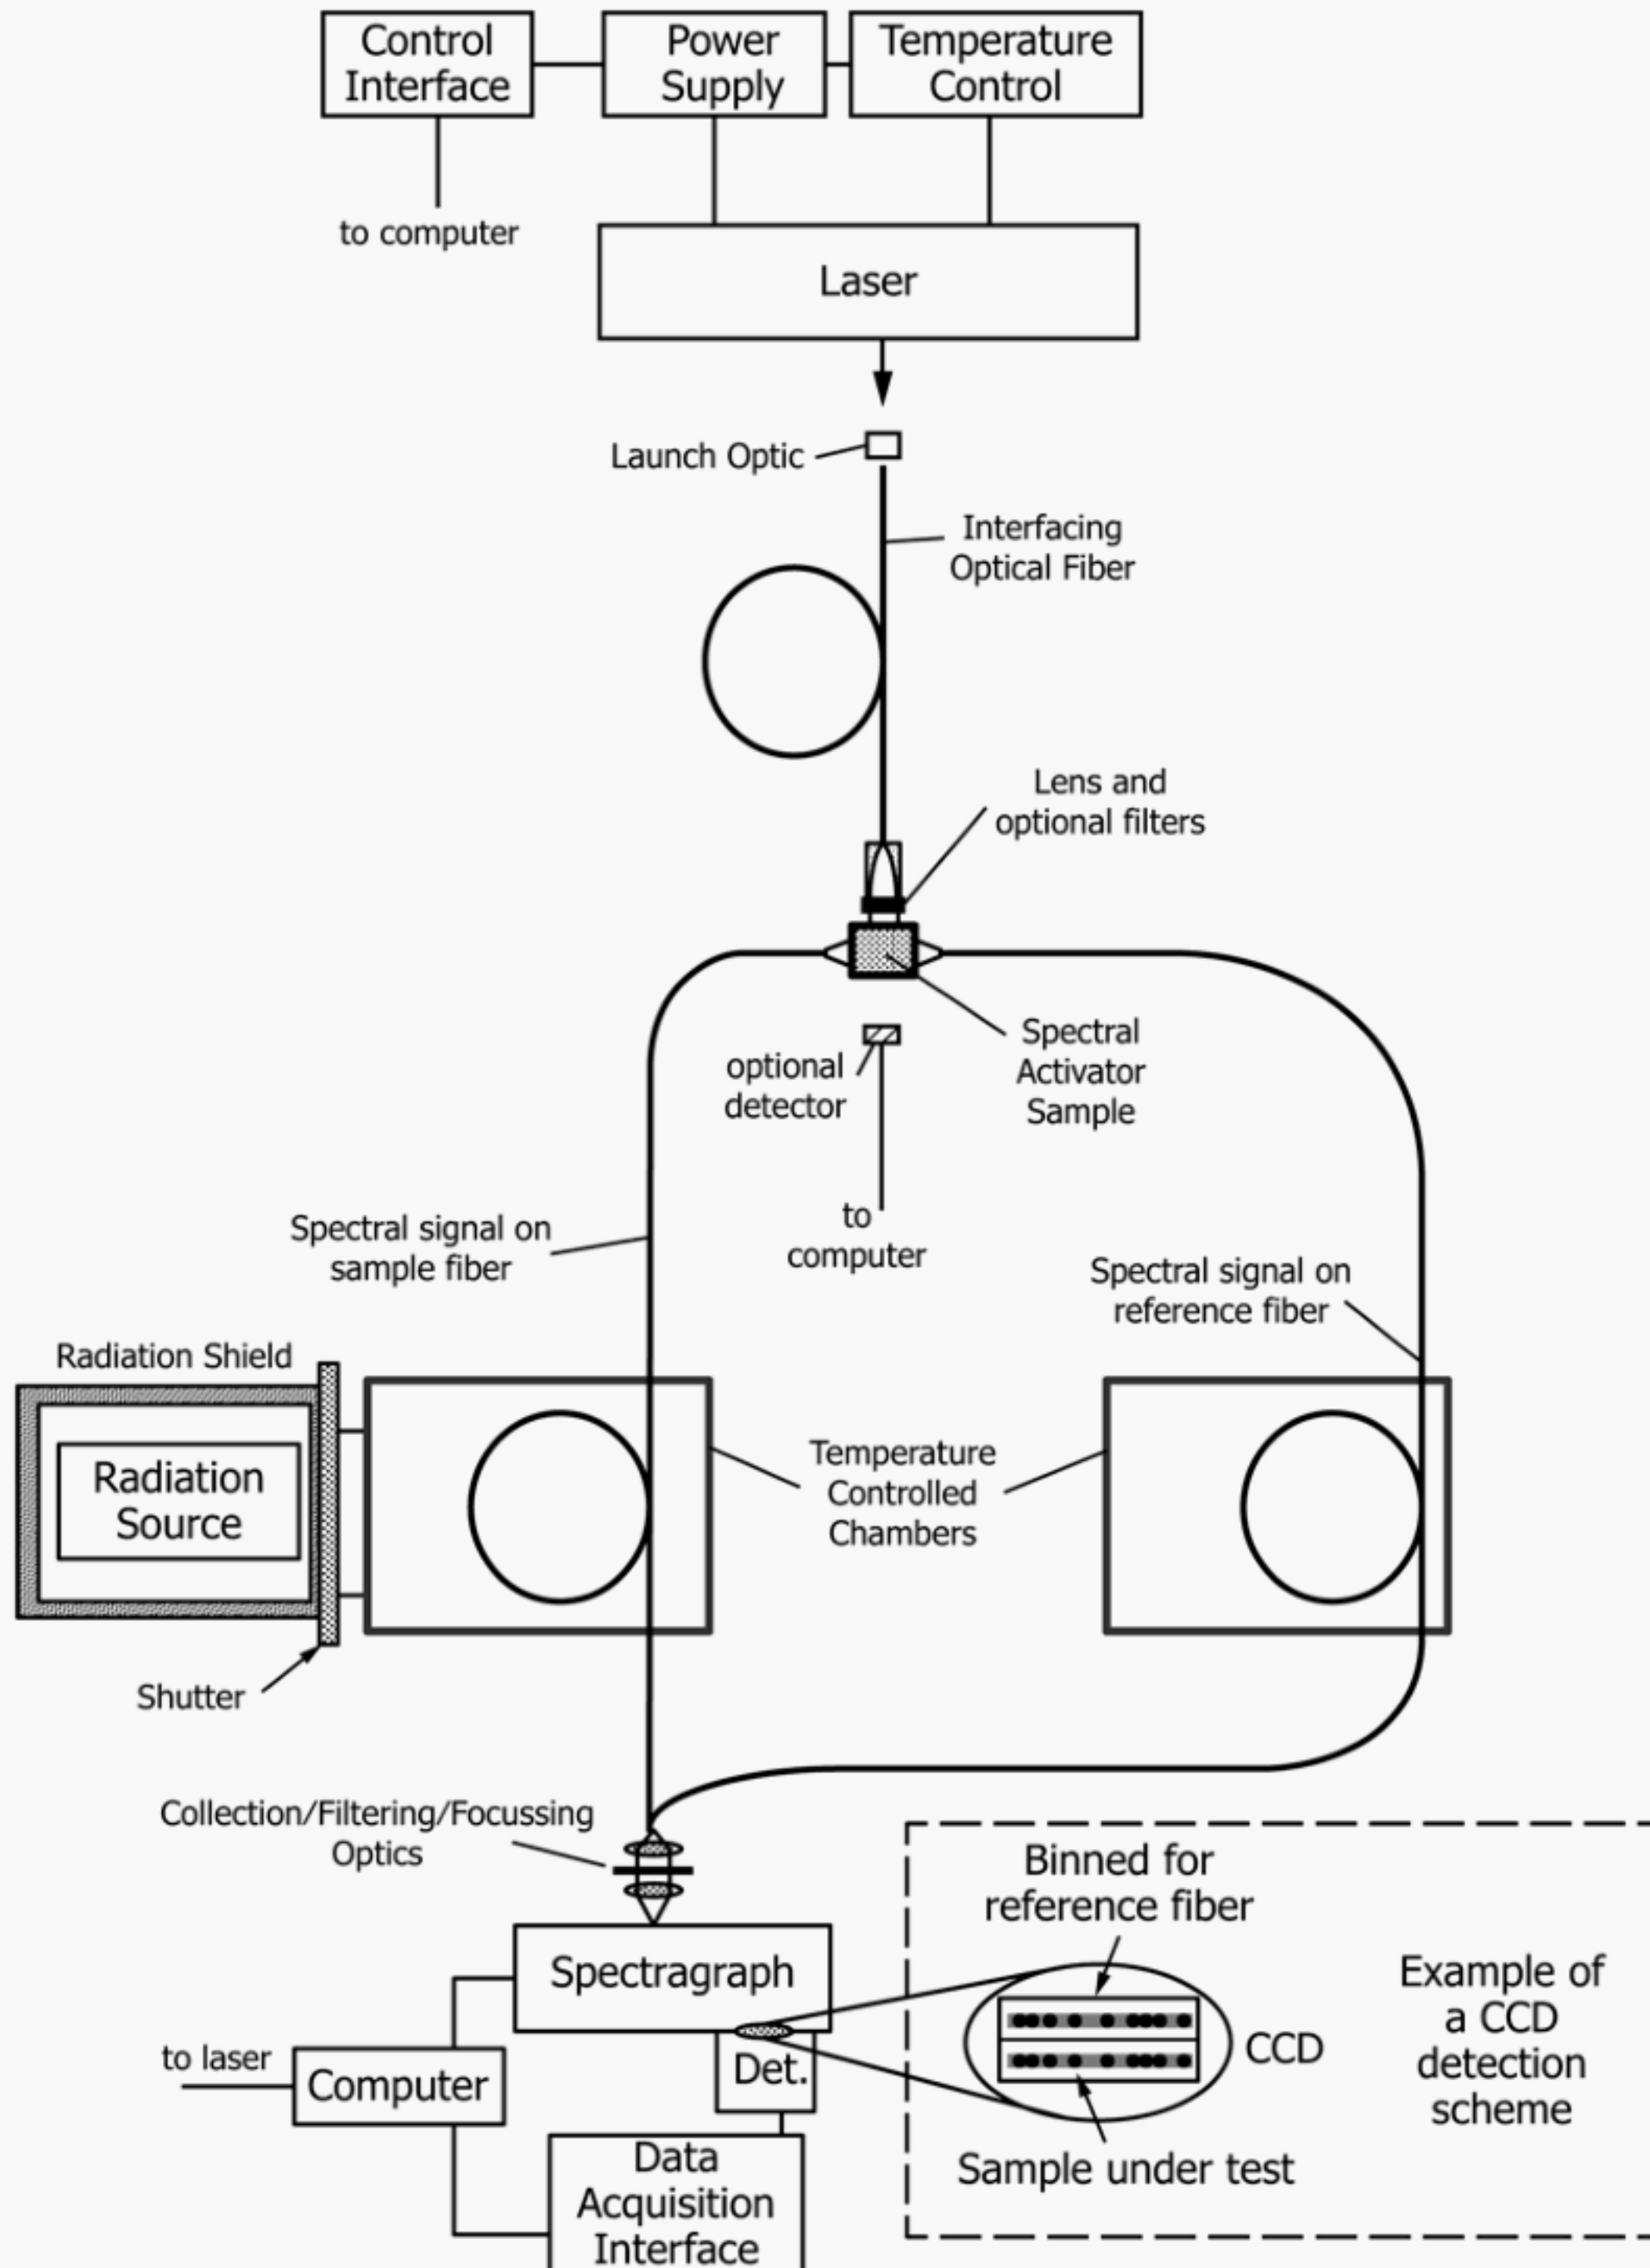 Control
Interface
Power
Supply
Temperature
Control
to computer
Laser
Launch Optic
Interfacing
Optical Fiber
Lens and
optional filters
Spectral
Activator
Sample
optional
detector
to
computer
Spectral signal on
sample fiber
Spectral signal on
reference fiber
Radiation Shield
Radiation
Source
Temperature
Controlled
Chambers
Shutter
Collection/Filtering/Focussing
Optics
Binned for
reference fiber
Spectragraph
Example of
a CCD
detection
scheme
CCD
to laser
Computer
Det.
Sample under test
Data
Acquisition
Interface